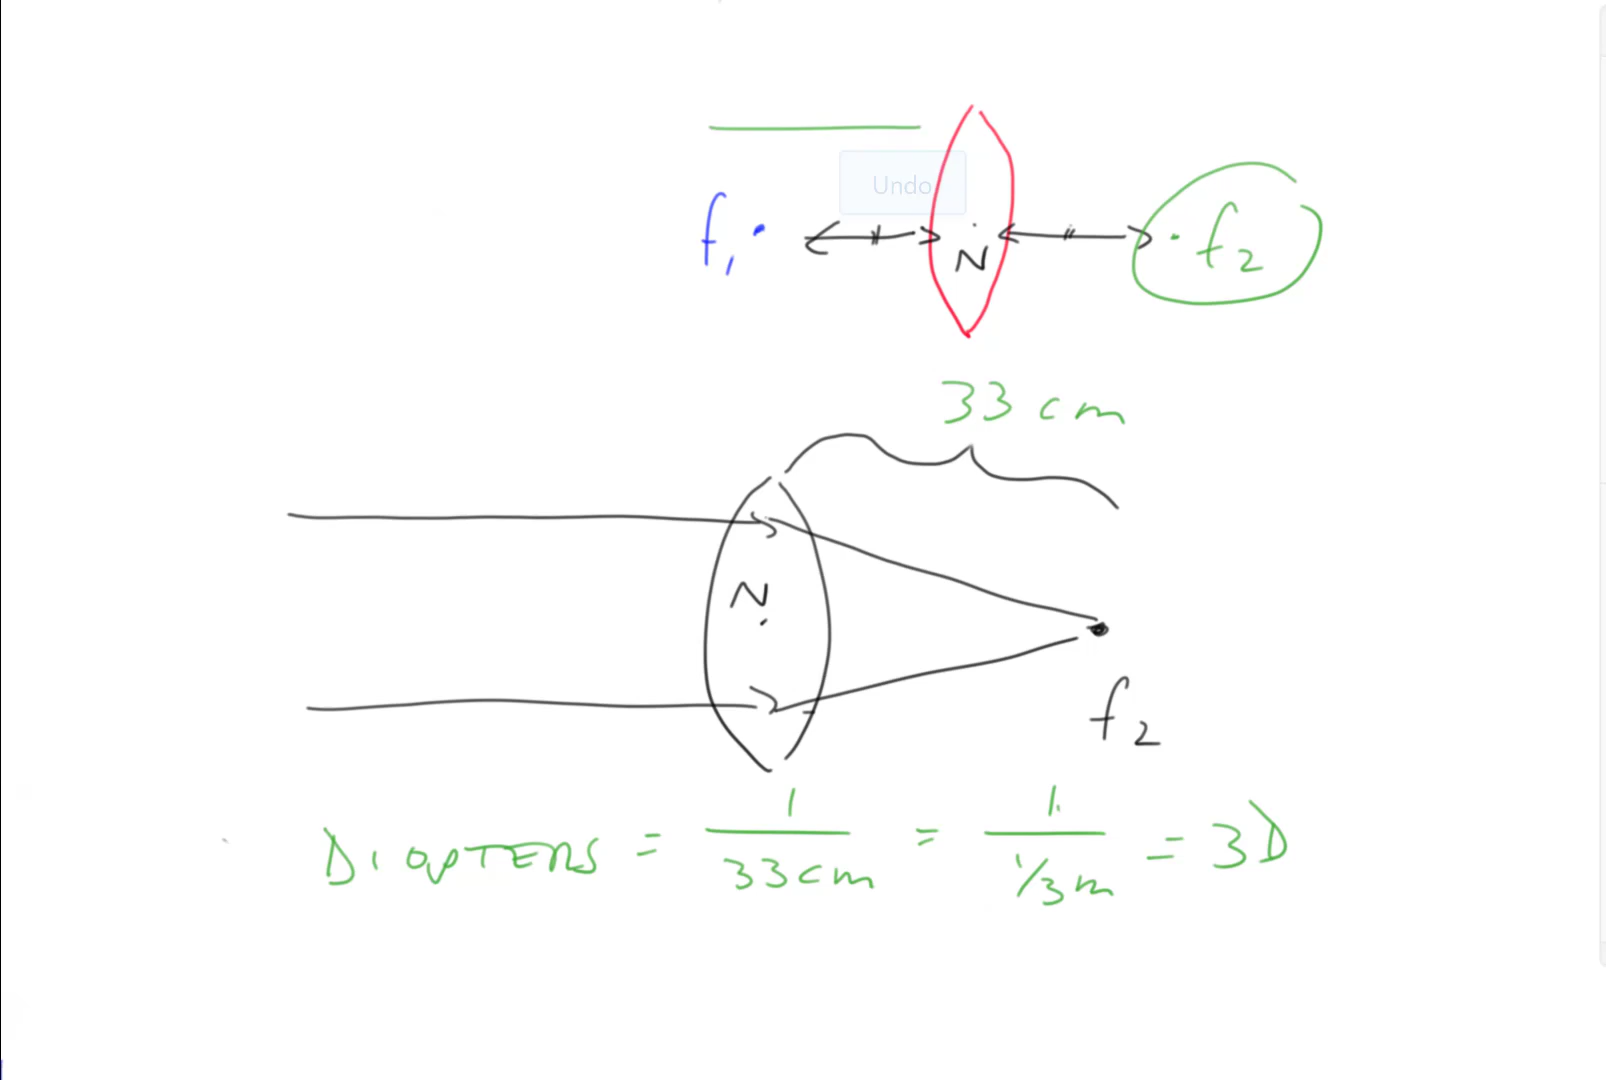 Undo
f1 N f2
33 cm
N
f2
DIOPTERS = 1/33cm = 1/⅓m = 3D